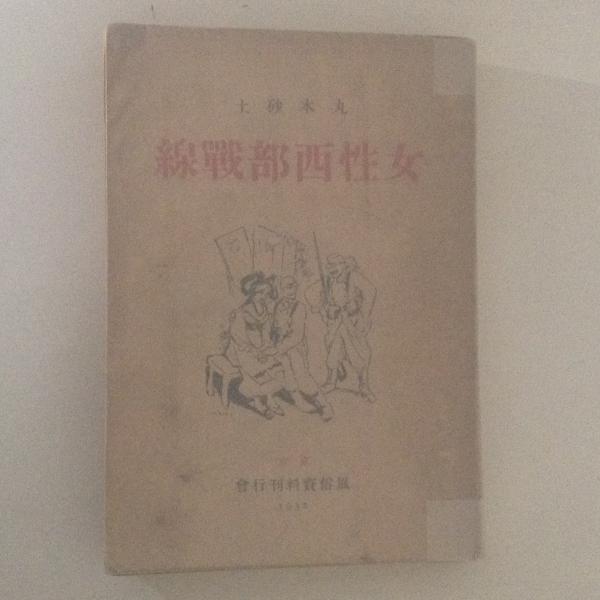 丸木砂土
女性西部戰線
風俗資料刊行會